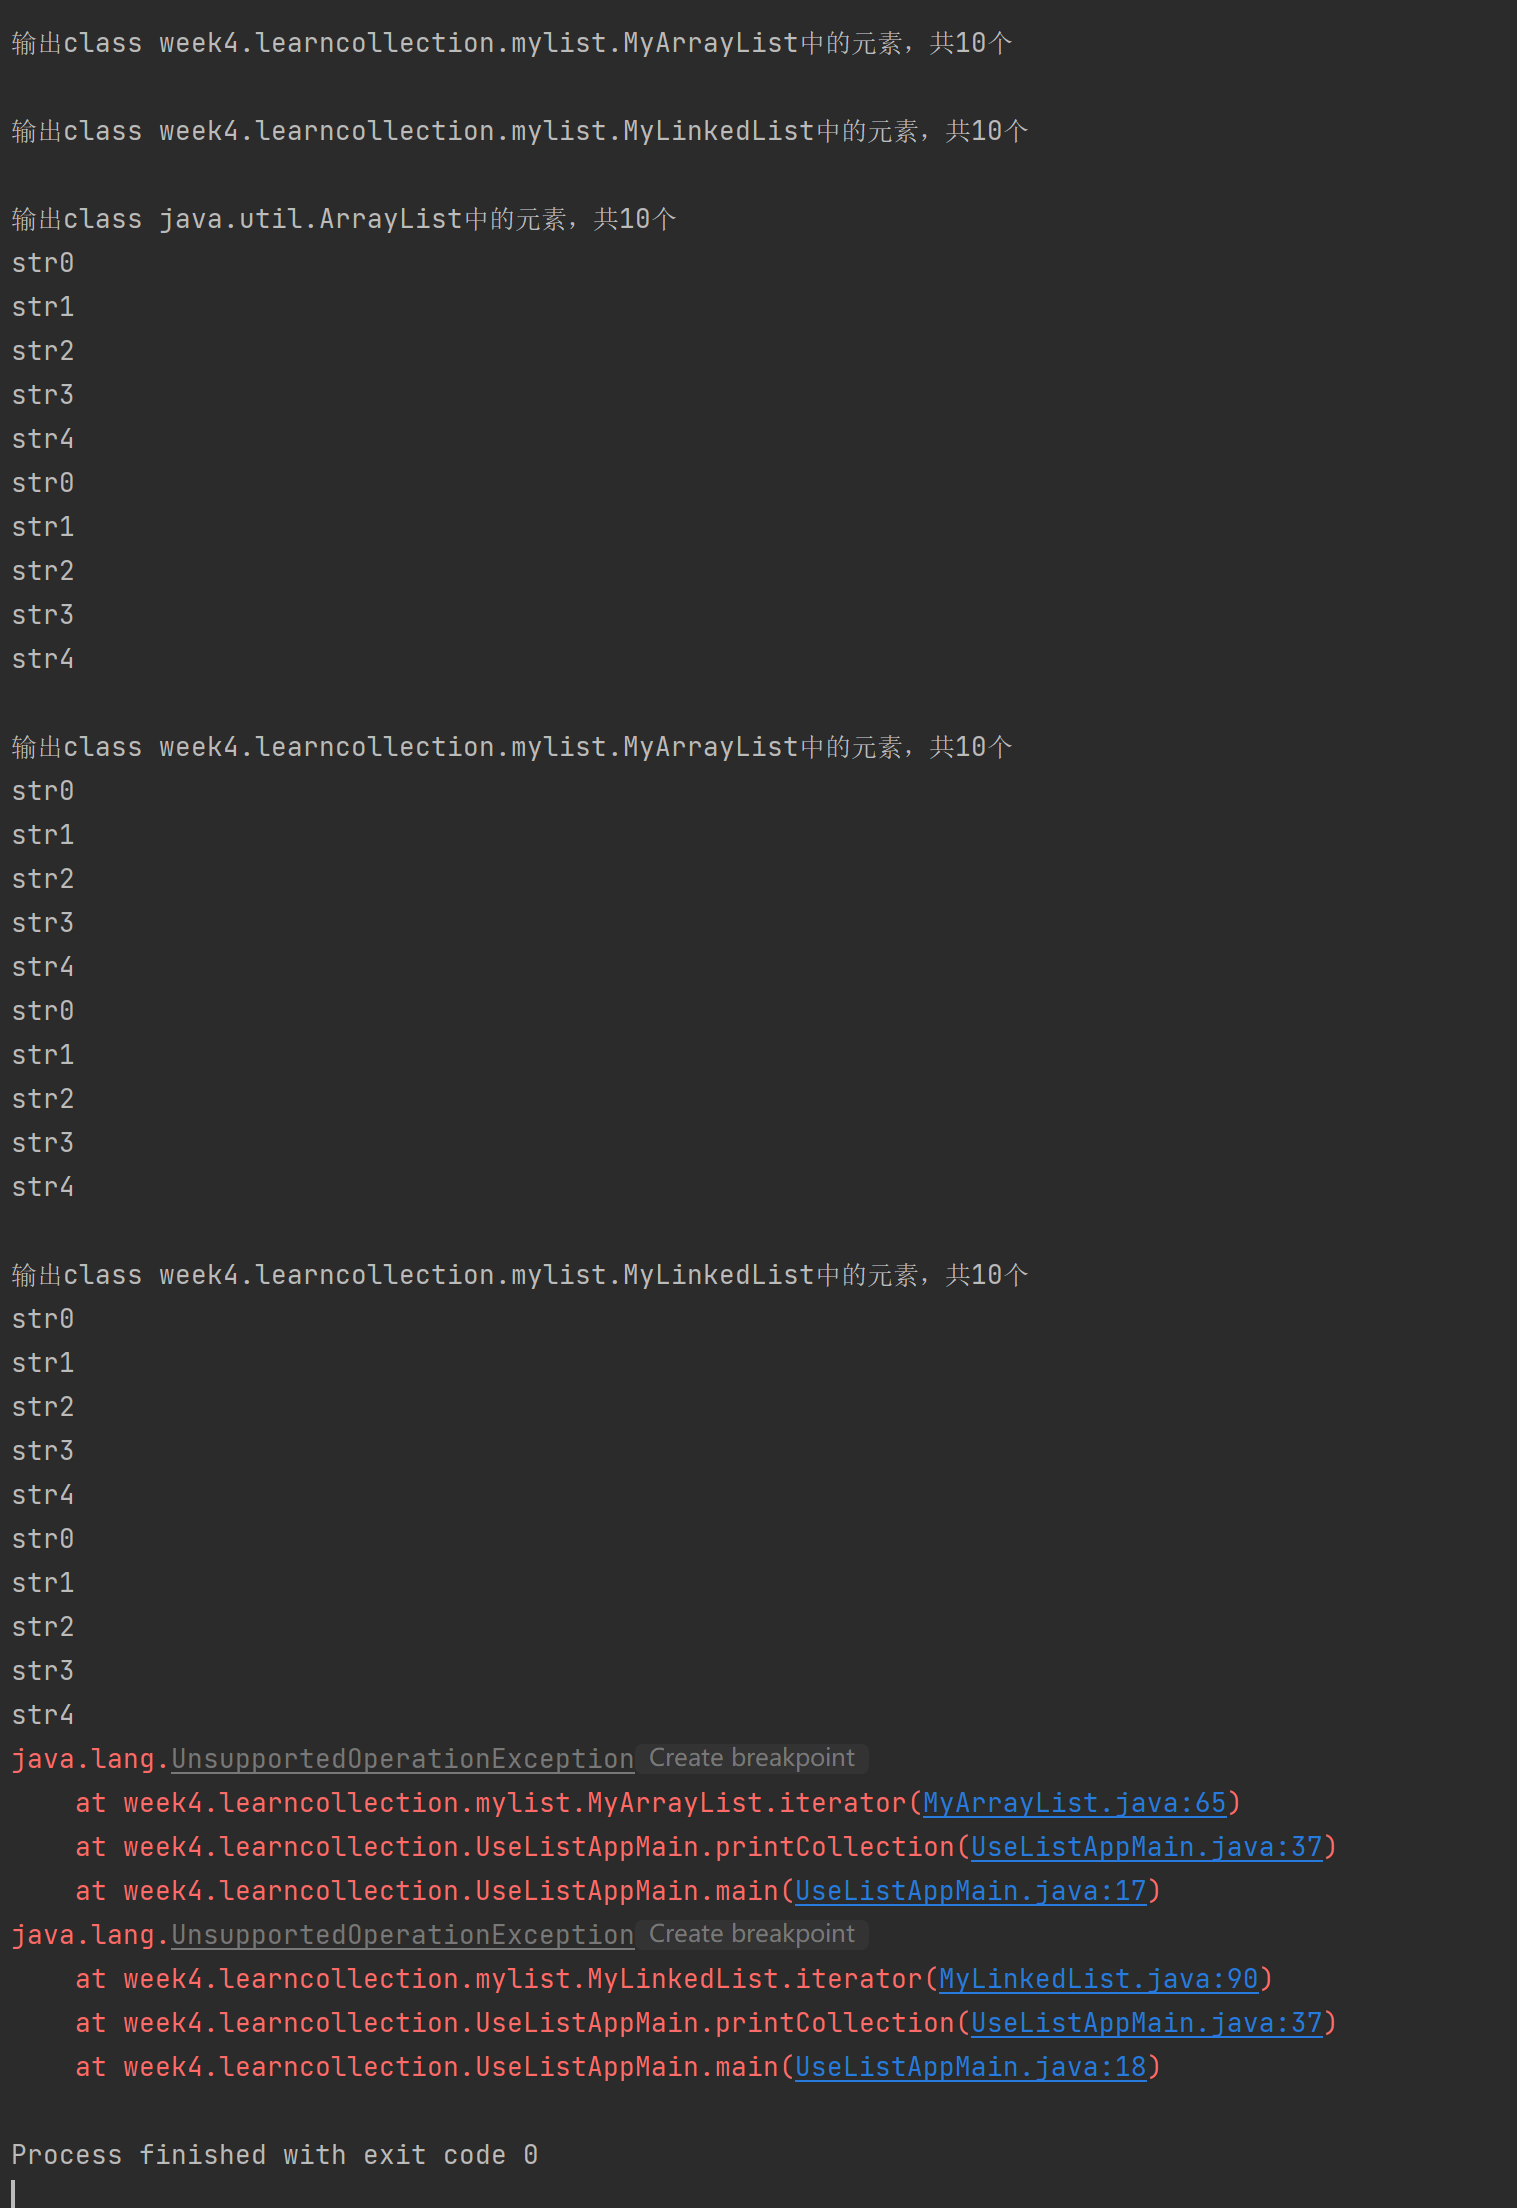 输出class week4.learncollection.mylist.MyArrayList中的元素，共10个
输出class week4.learncollection.mylist.MyLinkedList中的元素，共10个
输出class java.util.ArrayList中的元素，共10个
str0
str1
str2
str3
str4
str0
str1
str2
str3
str4
输出class week4.learncollection.mylist.MyArrayList中的元素，共10个
str0
str1
str2
str3
str4
str0
str1
str2
str3
str4
输出class week4.learncollection.mylist.MyLinkedList中的元素，共10个
str0
str1
str2
str3
str4
str0
str1
str2
str3
str4
java.lang.UnsupportedOperationException Create breakpoint
    at week4.learncollection.mylist.MyArrayList.iterator(MyArrayList.java:65)
    at week4.learncollection.UseListAppMain.printCollection(UseListAppMain.java:37)
    at week4.learncollection.UseListAppMain.main(UseListAppMain.java:17)
java.lang.UnsupportedOperationException Create breakpoint
    at week4.learncollection.mylist.MyLinkedList.iterator(MyLinkedList.java:90)
    at week4.learncollection.UseListAppMain.printCollection(UseListAppMain.java:37)
    at week4.learncollection.UseListAppMain.main(UseListAppMain.java:18)
Process finished with exit code 0